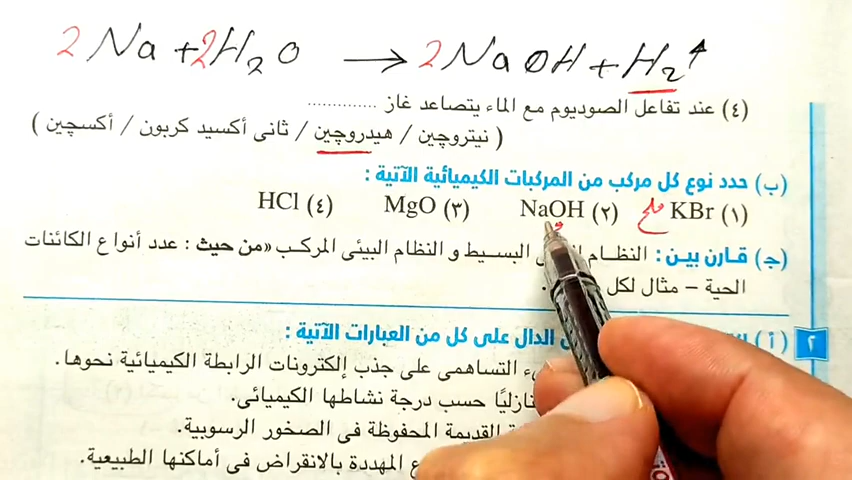 2Na + 2H2O → 2NaOH + H2↑
(٤) عند تفاعل الصوديوم مع الماء يتصاعد غاز ..............
( نيتروچين / هيدروچين / ثانى أكسيد كربون / أكسچين )
(ب) حدد نوع كل مركب من المركبات الكيميائية الآتية :
(١) KBr ملح (٢) NaOH (٣) MgO (٤) HCl
(ج) قارن بين : النظام البسيط و النظام البيئى المركب «من حيث : عدد أنواع الكائنات
الحية – مثال لكل
٢ (أ) الدال على كل من العبارات الآتية :
التساهمى على جذب إلكترونات الرابطة الكيميائية نحوها.
حسب درجة نشاطها الكيميائى.
القديمة المحفوظة فى الصخور الرسوبية.
المهددة بالانقراض فى أماكنها الطبيعية.